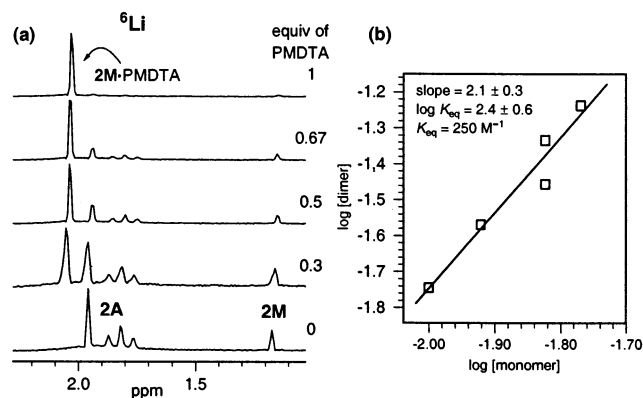 (a)
⁶Li
equiv of
PMDTA
2M•PMDTA
1
0.67
0.5
0.3
2A
2M
0
2.0
1.5
ppm
(b)
slope = 2.1 ± 0.3
log Keq = 2.4 ± 0.6
Keq = 250 M⁻¹
log [dimer]
-1.2
-1.3
-1,4
-1.5
-1.6
-1.7
-1.8
-2.00
-1.90
-1.80
-1.70
log [monomer]